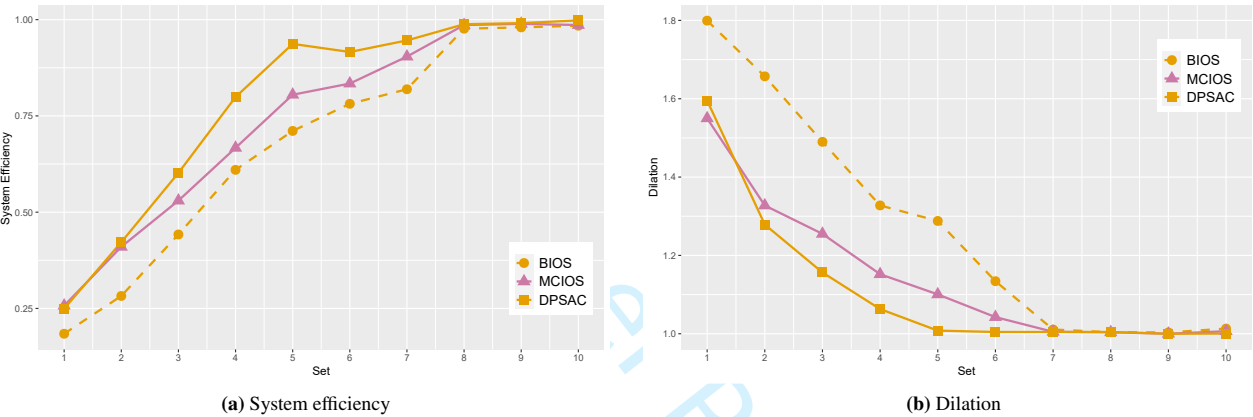 System Efficiency
1.00
0.75
0.50
0.25
BIOS
MCIOS
DPSAC
1 2 3 4 5 6 7 8 9 10
Set
(a) System efficiency
Dilation
1.8
1.6
1.4
1.2
1.0
BIOS
MCIOS
DPSAC
1 2 3 4 5 6 7 8 9 10
Set
(b) Dilation